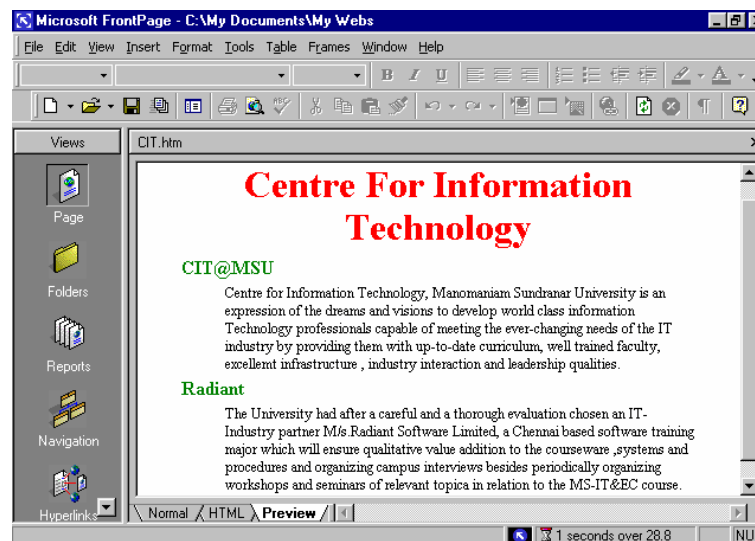 Microsoft FrontPage - C:\My Documents\My Webs
File Edit View Insert Format Tools Table Frames Window Help
B I U A
ABC
Views
CIT.htm
Page
Folders
Reports
Navigation
Hyperlinks
Centre For Information
Technology
CIT@MSU
Centre for Information Technology, Manomaniam Sundranar University is an
expression of the dreams and visions to develop world class information
Technology professionals capable of meeting the ever-changing needs of the IT
industry by providing them with up-to-date curriculum, well trained faculty,
excellemt infrastructure , industry interaction and leadership qualities.
Radiant
The University had after a careful and a thorough evaluation chosen an IT-
Industry partner M/s.Radiant Software Limited, a Chennai based software training
major which will ensure qualitative value addition to the courseware ,systems and
procedures and organizing campus interviews besides periodically organizing
workshops and seminars of relevant topica in relation to the MS-IT&EC course.
Normal HTML Preview
1 seconds over 28.8 NU